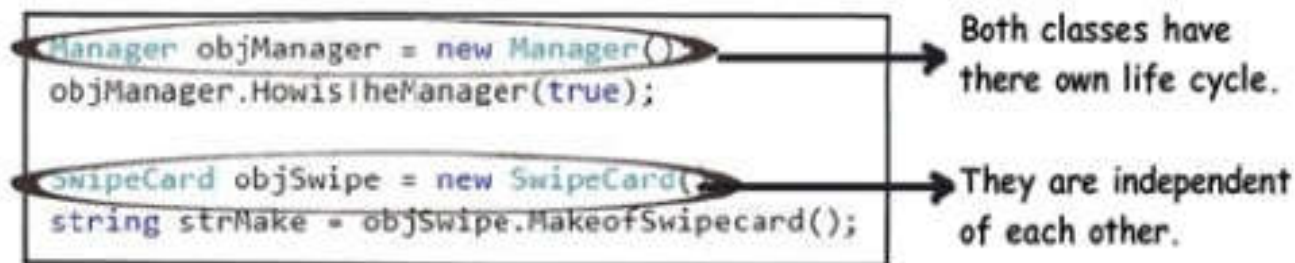 Manager objManager = new Manager()
objManager.HowisTheManager(true);
SwipeCard objSwipe = new SwipeCard(
string strMake = objSwipe.MakeofSwipecard();
Both classes have
there own life cycle.
They are independent
of each other.